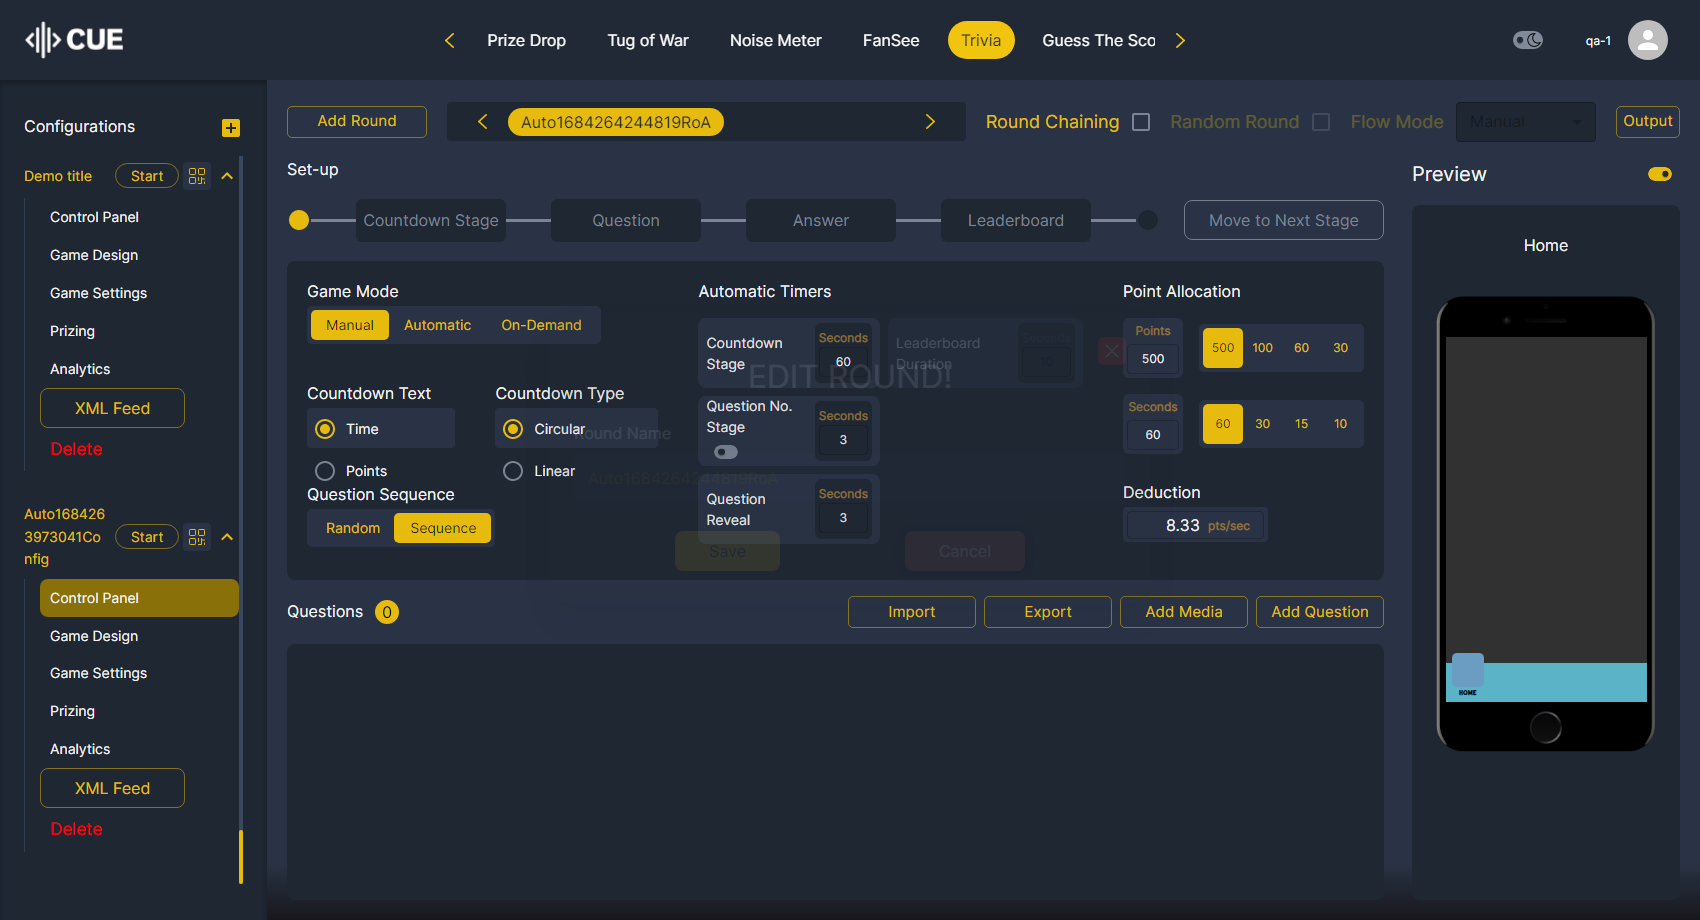 CUE
Prize Drop
Tug of War
Noise Meter
FanSee
Trivia
Guess The Sco
qa-1
Configurations
Demo title
Start
Control Panel
Game Design
Game Settings
Prizing
Analytics
XML Feed
Delete
Auto168426
3973041Co
nfig
Start
Control Panel
Game Design
Game Settings
Prizing
Analytics
XML Feed
Delete
Add Round
Auto1684264244819RoA
Round Chaining
Random Round
Flow Mode
Manual
Output
Set-up
Countdown Stage
Question
Answer
Leaderboard
Move to Next Stage
Game Mode
Manual
Automatic
On-Demand
Countdown Text
Time
Points
Countdown Type
Circular
Linear
Question Sequence
Random
Sequence
Automatic Timers
Countdown
Stage
Seconds
60
Leaderboard
Duration
10
Question No.
Stage
Seconds
3
Question
Reveal
Seconds
3
Point Allocation
Points
500
500
100
60
30
Seconds
60
60
30
15
10
Deduction
8.33 pts/sec
EDIT ROUND!
Round Name
Auto1684264244819RoA
Save
Cancel
Questions
0
Import
Export
Add Media
Add Question
Preview
Home
HOME